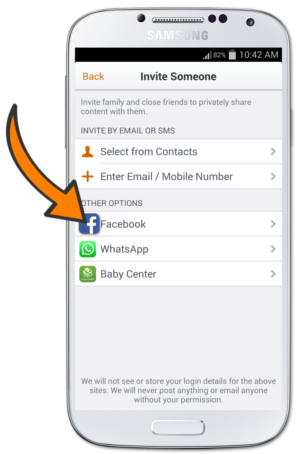 SAMSUNG
82% 10:42 AM
Back Invite Someone
Invite family and close friends to privately share
content with them.
INVITE BY EMAIL OR SMS
Select from Contacts
Enter Email / Mobile Number
OTHER OPTIONS
Facebook
WhatsApp
Baby Center
We will not see or store your login details for the above
sites. We will never post anything or email anyone
without your permission.